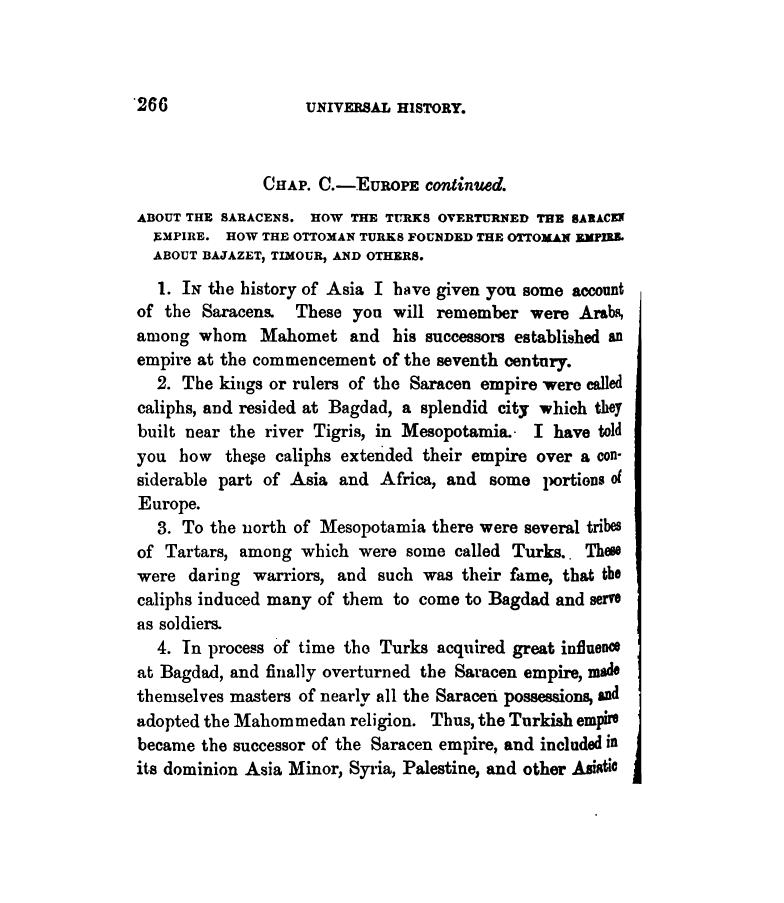 266 UNIVERSAL HISTORY.
CHAP. C.—EUROPE continued.
ABOUT THE SARACENS. HOW THE TURKS OVERTURNED THE SARACEN
EMPIRE. HOW THE OTTOMAN TURKS FOUNDED THE OTTOMAN EMPIRE.
ABOUT BAJAZET, TIMOUR, AND OTHERS.
1. IN the history of Asia I have given you some account
of the Saracens. These you will remember were Arabs,
among whom Mahomet and his successors established an
empire at the commencement of the seventh century.
2. The kings or rulers of the Saracen empire were called
caliphs, and resided at Bagdad, a splendid city which they
built near the river Tigris, in Mesopotamia. I have told
you how these caliphs extended their empire over a con-
siderable part of Asia and Africa, and some portions of
Europe.
3. To the north of Mesopotamia there were several tribes
of Tartars, among which were some called Turks. These
were daring warriors, and such was their fame, that the
caliphs induced many of them to come to Bagdad and serve
as soldiers.
4. In process of time the Turks acquired great influence
at Bagdad, and finally overturned the Saracen empire, made
themselves masters of nearly all the Saracen possessions, and
adopted the Mahommedan religion. Thus, the Turkish empire
became the successor of the Saracen empire, and included in
its dominion Asia Minor, Syria, Palestine, and other Asiatic